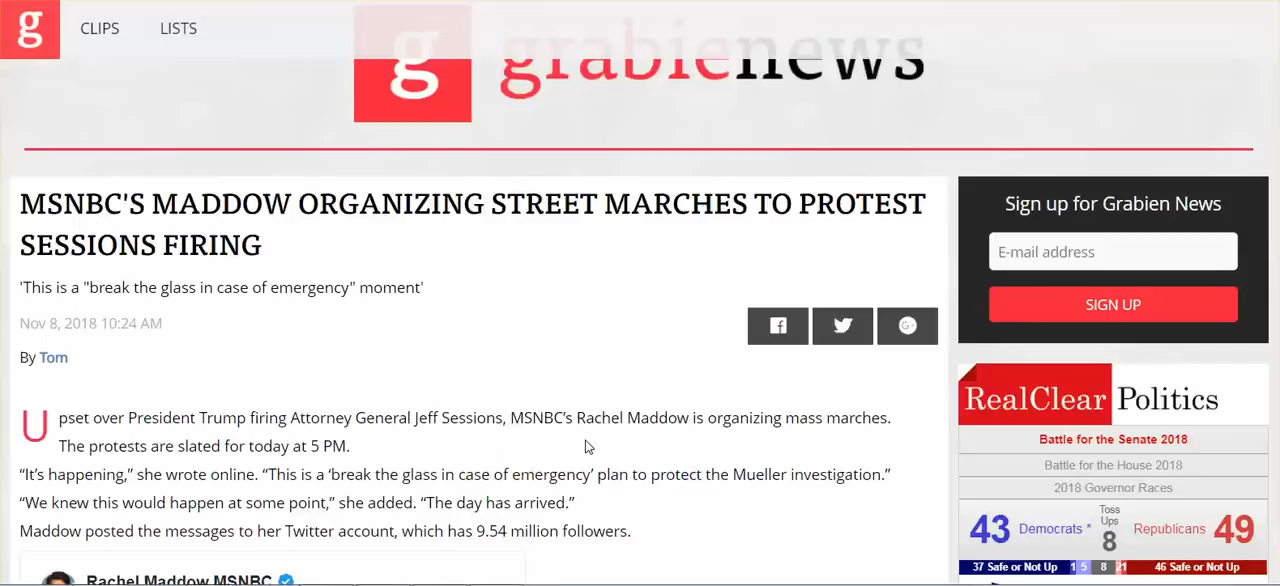 g
CLIPS
LISTS
g
grabienews
MSNBC'S MADDOW ORGANIZING STREET MARCHES TO PROTEST
SESSIONS FIRING
'This is a "break the glass in case of emergency" moment'
Nov 8, 2018 10:24 AM
By Tom
Upset over President Trump firing Attorney General Jeff Sessions, MSNBC's Rachel Maddow is organizing mass marches.
The protests are slated for today at 5 PM.
“It’s happening,” she wrote online. “This is a ‘break the glass in case of emergency’ plan to protect the Mueller investigation.”
“We knew this would happen at some point,” she added. “The day has arrived.”
Maddow posted the messages to her Twitter account, which has 9.54 million followers.
Rachel Maddow MSNBC
Sign up for Grabien News
E-mail address
SIGN UP
RealClear Politics
Battle for the Senate 2018
Battle for the House 2018
2018 Governor Races
43 Democrats * Toss Ups 8 Republicans 49
37 Safe or Not Up 1 5 8 21 46 Safe or Not Up